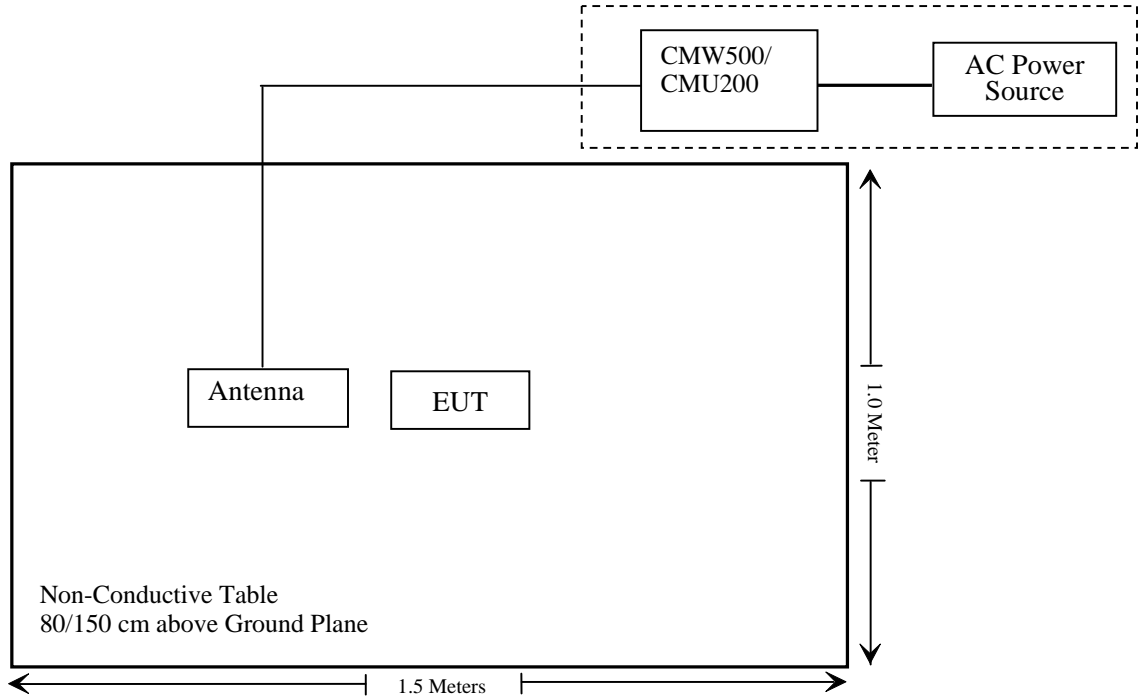 CMW500/
CMU200
AC Power
Source
Antenna
EUT
1.0 Meter
Non-Conductive Table
80/150 cm above Ground Plane
1.5 Meters